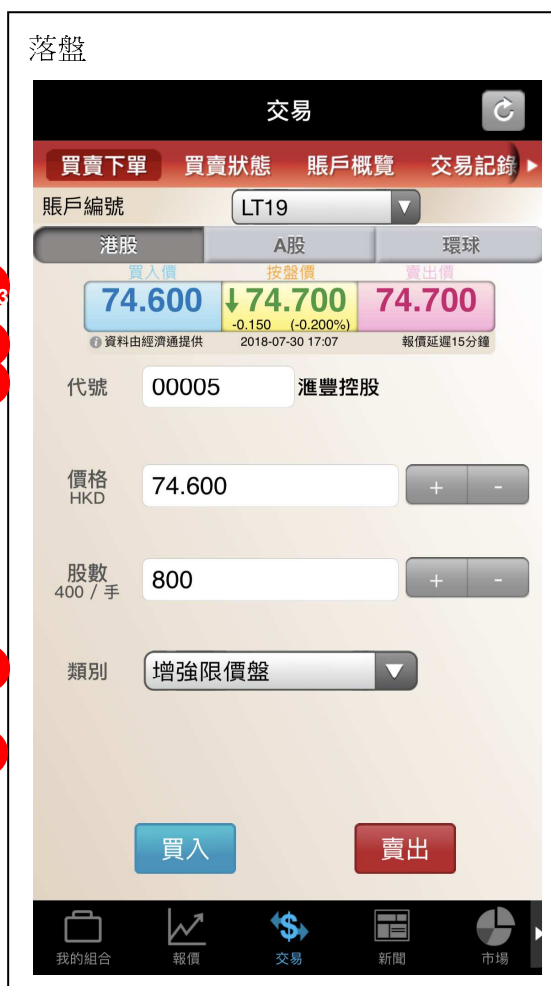 落盤
交易
買賣下單 買賣狀態 賬戶概覽 交易記錄
賬戶編號 LT19
港股 A股 環球
買入價 按盤價 賣出價
74.600 74.700 74.700
-0.150 (-0.200%)
資料由經濟通提供 2018-07-30 17:07 報價延遲15分鐘
代號 00005 滙豐控股
價格 74.600 + -
HKD
股數 800 + -
400 / 手
類別 增強限價盤
買入 賣出
我的組合 報價 交易 新聞 市場